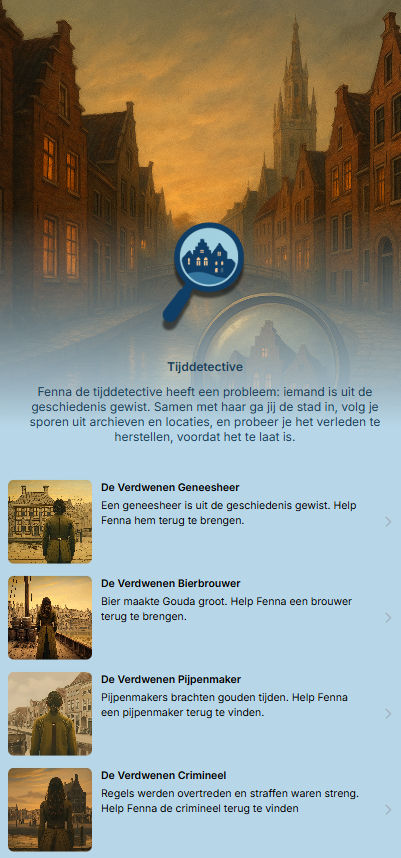 Tijddetective
Fenna de tijddetective heeft een probleem: iemand is uit de
geschiedenis gewist. Samen met haar ga jij de stad in, volg je
sporen uit archieven en locaties, en probeer je het verleden te
herstellen, voordat het te laat is.
De Verdwenen Geneesheer
Een geneesheer is uit de geschiedenis gewist. Help
Fenna hem terug te brengen.
De Verdwenen Bierbrouwer
Bier maakte Gouda groot. Help Fenna een brouwer
terug te brengen.
De Verdwenen Pijpenmaker
Pijpenmakers brachten gouden tijden. Help Fenna
een pijpenmaker terug te vinden.
De Verdwenen Crimineel
Regels werden overtreden en straffen waren streng.
Help Fenna de crimineel terug te vinden